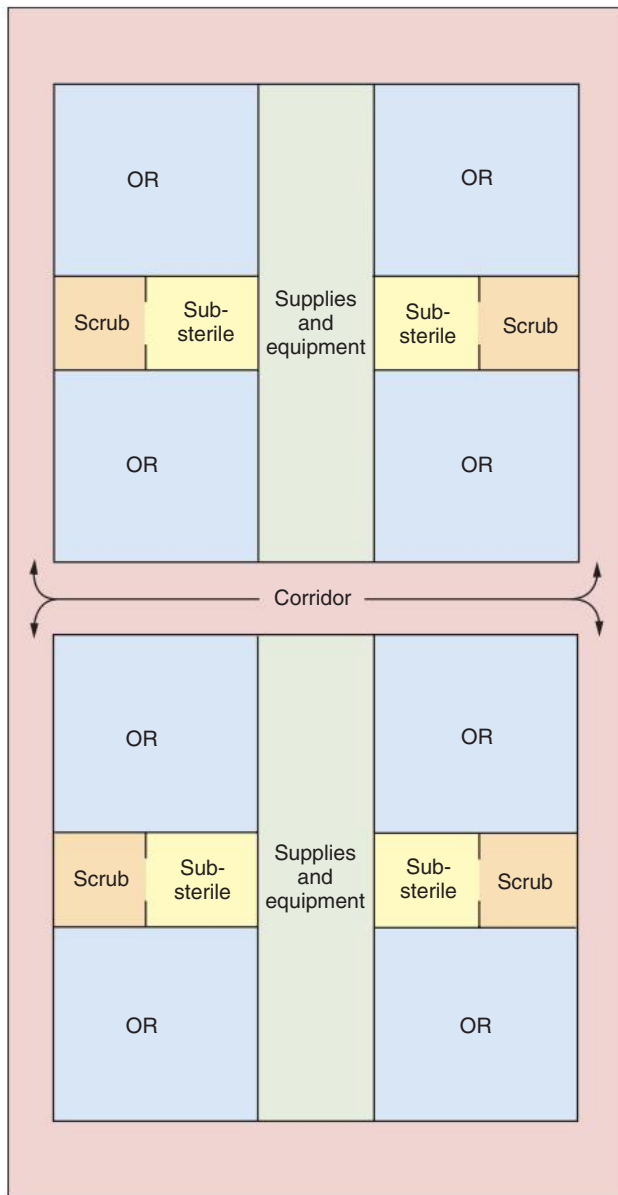 OR
OR
Scrub
Sub-
sterile
Supplies
and
equipment
Sub-
sterile
Scrub
OR
OR
Corridor
OR
OR
Scrub
Sub-
sterile
Supplies
and
equipment
Sub-
sterile
Scrub
OR
OR